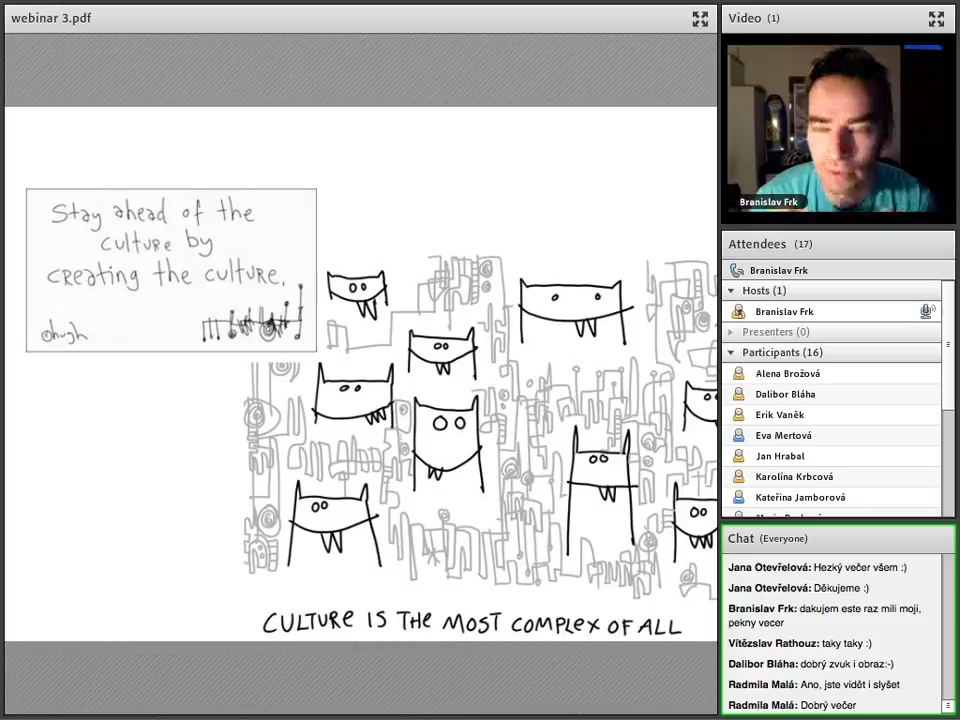 webinar 3.pdf
Stay ahead of the
culture by
creating the culture.
@hugh
CULTURE IS THE MOST COMPLEX OF ALL
Video (1)
Branislav Frk
Attendees (17)
Branislav Frk
Hosts (1)
Branislav Frk
Presenters (0)
Participants (16)
Alena Brožová
Dalibor Bláha
Erik Vaněk
Eva Mertová
Jan Hrabal
Karolína Krbcová
Kateřina Jamborová
Chat (Everyone)
Jana Otevřelová: Hezký večer všem :)
Jana Otevřelová: Děkujeme :)
Branislav Frk: dakujem este raz mili moji,
pekny vecer
Vítězslav Rathouz: taky taky :)
Dalibor Bláha: dobrý zvuk i obraz:-)
Radmila Malá: Ano, jste vidět i slyšet
Radmila Malá: Dobrý večer